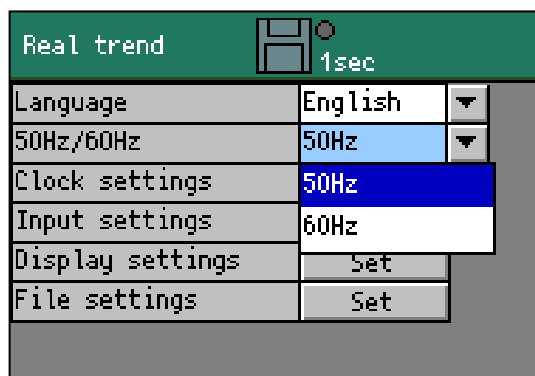 Real trend
1sec
Language English
50Hz/60Hz 50Hz
Clock settings 50Hz
Input settings 60Hz
Display settings Set
File settings Set